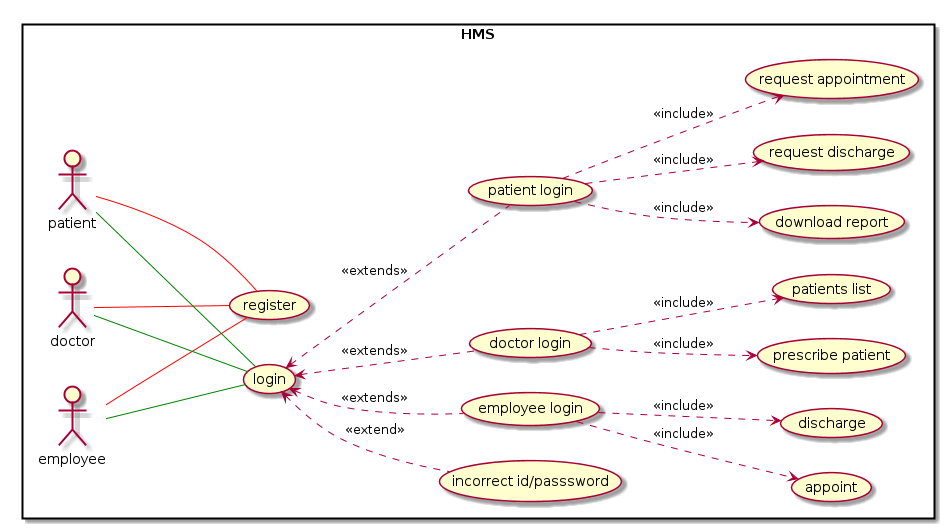 HMS
request appointment
«include»
request discharge
«include»
patient login
patient
«include»
download report
«extends»
patients list
register
«include»
doctor
doctor login
«include»
«extends»
prescribe patient
login
«extends»
employee login
«include»
discharge
«extend»
«include»
employee
incorrect id/passsword
appoint